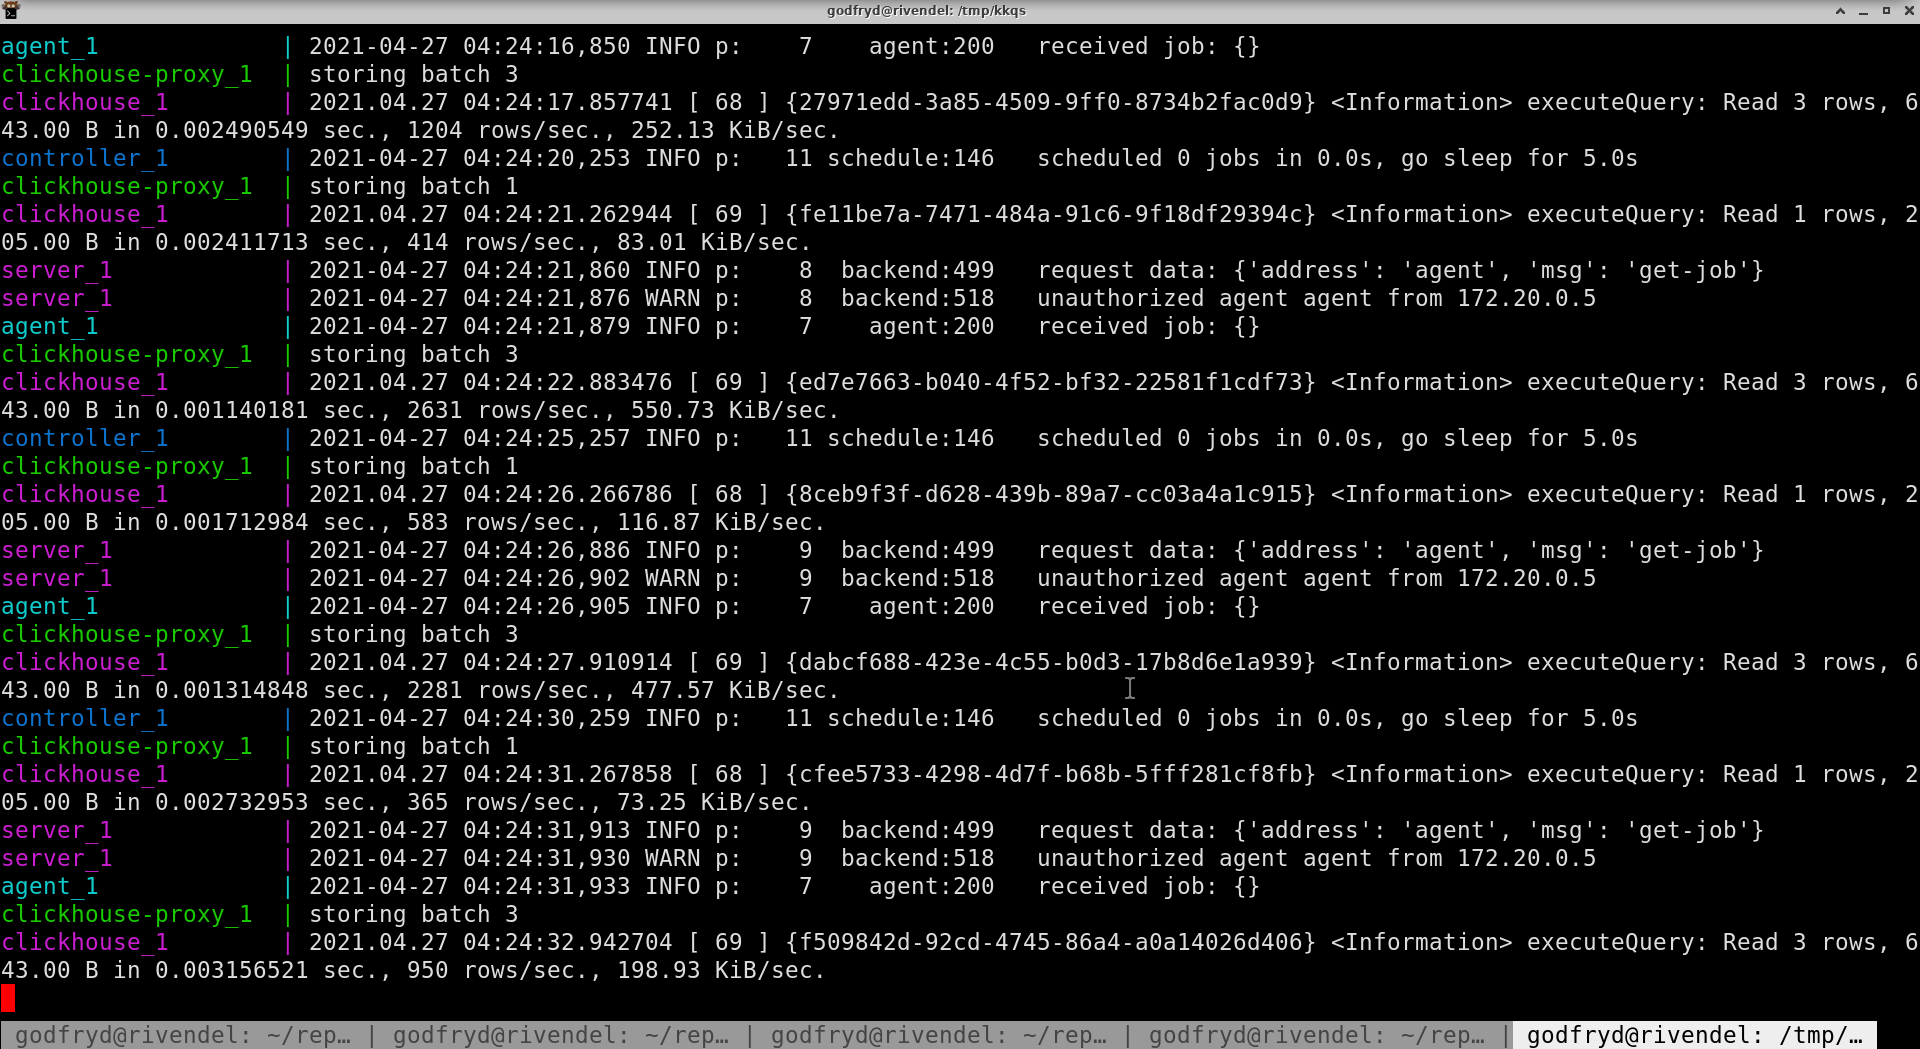 godfryd@rivendel: /tmp/kkqs
agent_1 | 2021-04-27 04:24:16,850 INFO p: 7 agent:200 received job: {}
clickhouse-proxy_1 | storing batch 3
clickhouse_1 | 2021.04.27 04:24:17.857741 [ 68 ] {27971edd-3a85-4509-9ff0-8734b2fac0d9} <Information> executeQuery: Read 3 rows, 6
43.00 B in 0.002490549 sec., 1204 rows/sec., 252.13 KiB/sec.
controller_1 | 2021-04-27 04:24:20,253 INFO p: 11 schedule:146 scheduled 0 jobs in 0.0s, go sleep for 5.0s
clickhouse-proxy_1 | storing batch 1
clickhouse_1 | 2021.04.27 04:24:21.262944 [ 69 ] {fe11be7a-7471-484a-91c6-9f18df29394c} <Information> executeQuery: Read 1 rows, 2
05.00 B in 0.002411713 sec., 414 rows/sec., 83.01 KiB/sec.
server_1 | 2021-04-27 04:24:21,860 INFO p: 8 backend:499 request data: {'address': 'agent', 'msg': 'get-job'}
server_1 | 2021-04-27 04:24:21,876 WARN p: 8 backend:518 unauthorized agent agent from 172.20.0.5
agent_1 | 2021-04-27 04:24:21,879 INFO p: 7 agent:200 received job: {}
clickhouse-proxy_1 | storing batch 3
clickhouse_1 | 2021.04.27 04:24:22.883476 [ 69 ] {ed7e7663-b040-4f52-bf32-22581f1cdf73} <Information> executeQuery: Read 3 rows, 6
43.00 B in 0.001140181 sec., 2631 rows/sec., 550.73 KiB/sec.
controller_1 | 2021-04-27 04:24:25,257 INFO p: 11 schedule:146 scheduled 0 jobs in 0.0s, go sleep for 5.0s
clickhouse-proxy_1 | storing batch 1
clickhouse_1 | 2021.04.27 04:24:26.266786 [ 68 ] {8ceb9f3f-d628-439b-89a7-cc03a4a1c915} <Information> executeQuery: Read 1 rows, 2
05.00 B in 0.001712984 sec., 583 rows/sec., 116.87 KiB/sec.
server_1 | 2021-04-27 04:24:26,886 INFO p: 9 backend:499 request data: {'address': 'agent', 'msg': 'get-job'}
server_1 | 2021-04-27 04:24:26,902 WARN p: 9 backend:518 unauthorized agent agent from 172.20.0.5
agent_1 | 2021-04-27 04:24:26,905 INFO p: 7 agent:200 received job: {}
clickhouse-proxy_1 | storing batch 3
clickhouse_1 | 2021.04.27 04:24:27.910914 [ 69 ] {dabcf688-423e-4c55-b0d3-17b8d6e1a939} <Information> executeQuery: Read 3 rows, 6
43.00 B in 0.001314848 sec., 2281 rows/sec., 477.57 KiB/sec.
controller_1 | 2021-04-27 04:24:30,259 INFO p: 11 schedule:146 scheduled 0 jobs in 0.0s, go sleep for 5.0s
clickhouse-proxy_1 | storing batch 1
clickhouse_1 | 2021.04.27 04:24:31.267858 [ 68 ] {cfee5733-4298-4d7f-b68b-5fff281cf8fb} <Information> executeQuery: Read 1 rows, 2
05.00 B in 0.002732953 sec., 365 rows/sec., 73.25 KiB/sec.
server_1 | 2021-04-27 04:24:31,913 INFO p: 9 backend:499 request data: {'address': 'agent', 'msg': 'get-job'}
server_1 | 2021-04-27 04:24:31,930 WARN p: 9 backend:518 unauthorized agent agent from 172.20.0.5
agent_1 | 2021-04-27 04:24:31,933 INFO p: 7 agent:200 received job: {}
clickhouse-proxy_1 | storing batch 3
clickhouse_1 | 2021.04.27 04:24:32.942704 [ 69 ] {f509842d-92cd-4745-86a4-a0a14026d406} <Information> executeQuery: Read 3 rows, 6
43.00 B in 0.003156521 sec., 950 rows/sec., 198.93 KiB/sec.
godfryd@rivendel: ~/rep… | godfryd@rivendel: ~/rep… | godfryd@rivendel: ~/rep… | godfryd@rivendel: ~/rep… | godfryd@rivendel: /tmp/…